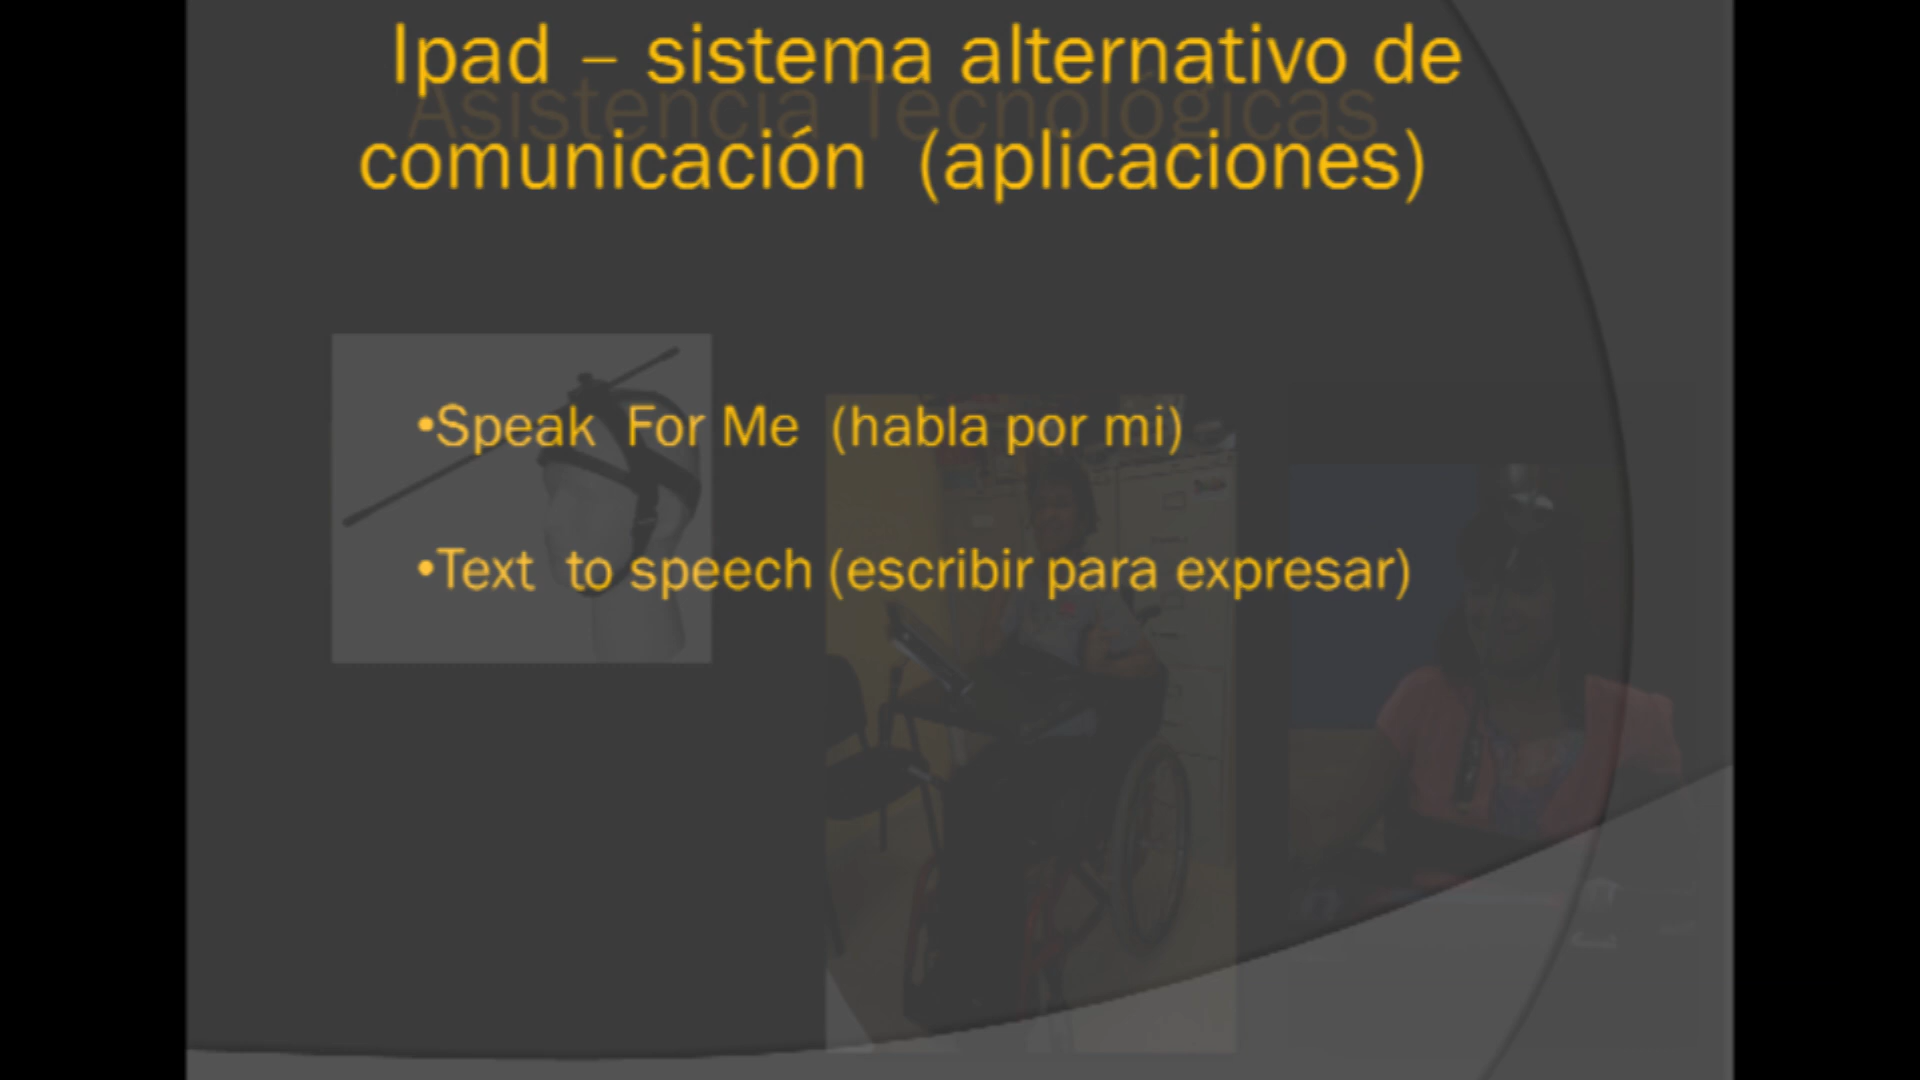 Ipad – sistema alternativo de
Asistencia Tecnológicas
comunicación (aplicaciones)
•Speak For Me (habla por mi)
•Text to speech (escribir para expresar)